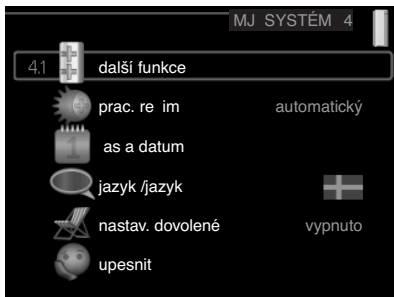 MJ SYSTÉM 4
4.1 další funkce
prac. re im automatický
1 as a datum
jazyk /jazyk
nastav. dovolené vypnuto
upesnit